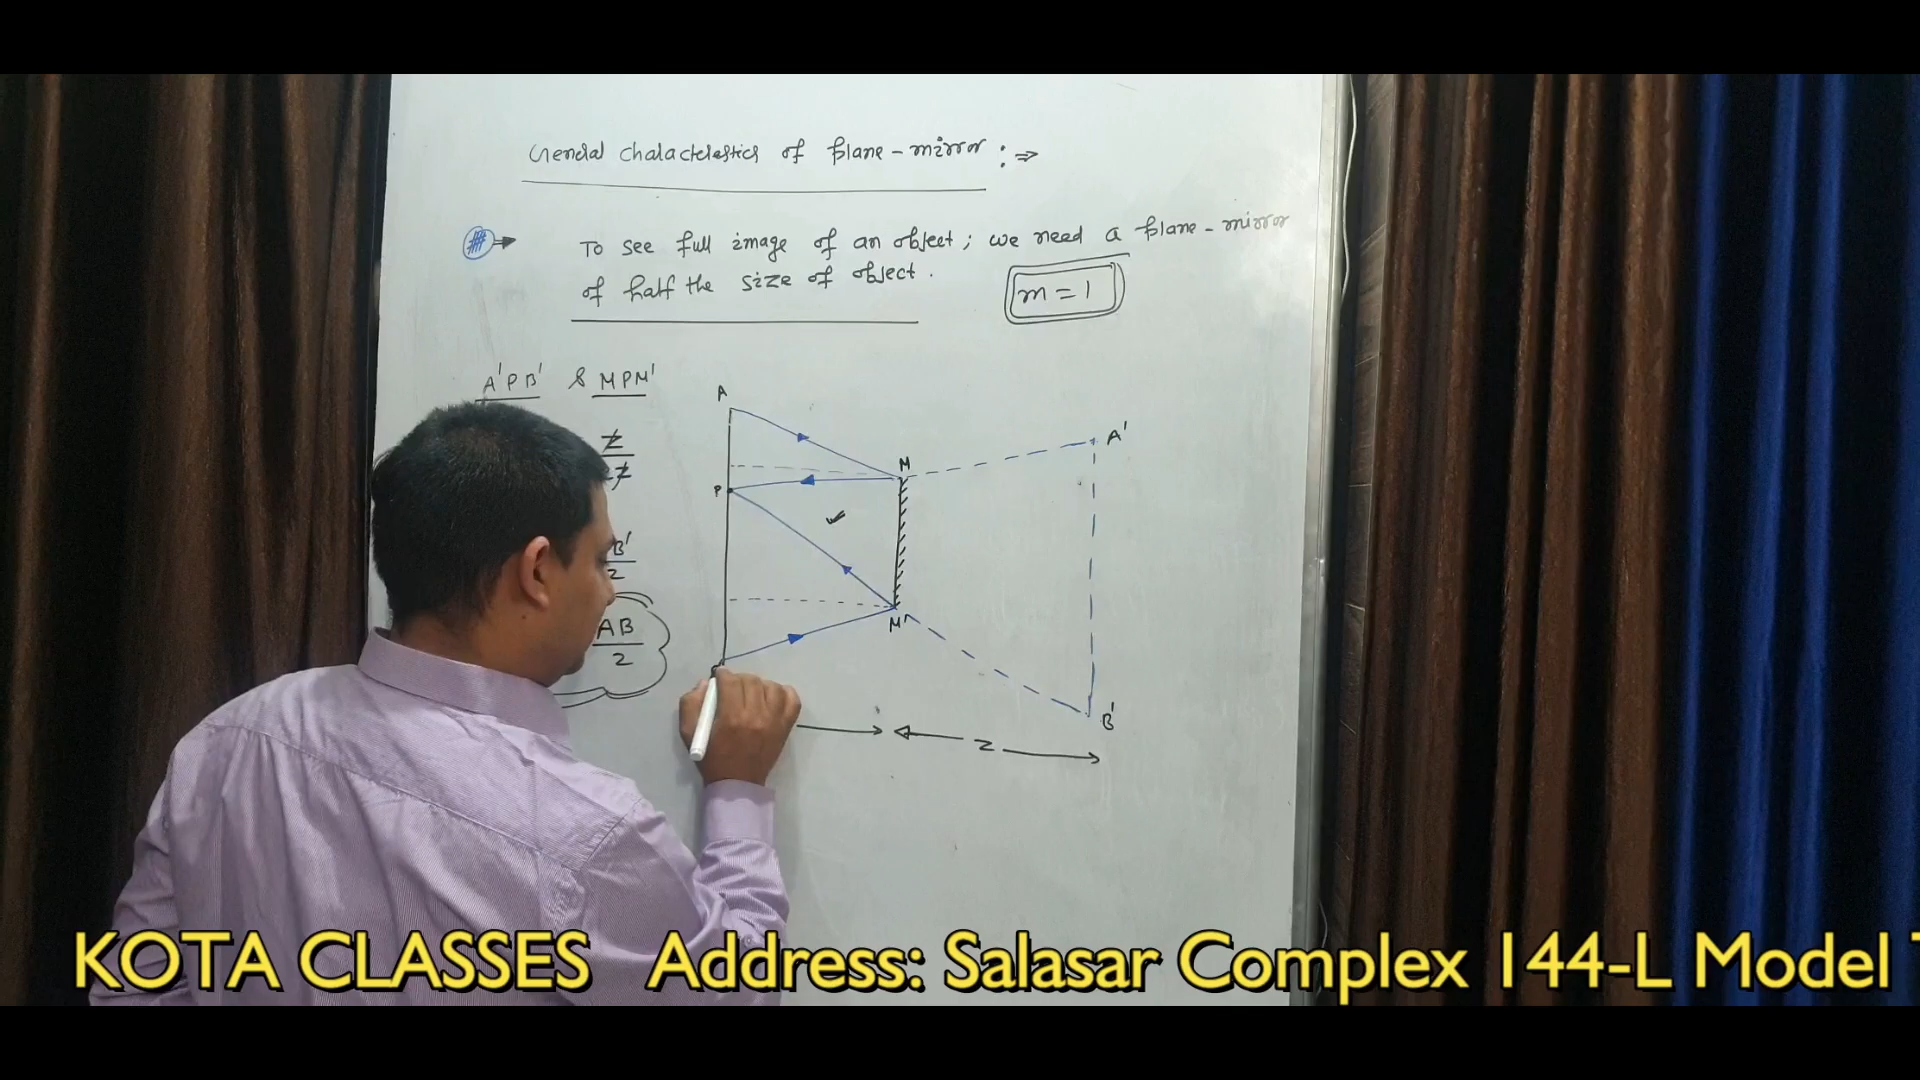 General characteristics of plane-mirror : ⇒
# → To see full image of an object ; we need a plane-mirror
of half the size of object .
m = 1
A'PB' & MPM'
z
z
B'
2
AB
2
A
P
M
M'
A'
B'
z
KOTA CLASSES Address: Salasar Complex 144-L Model T